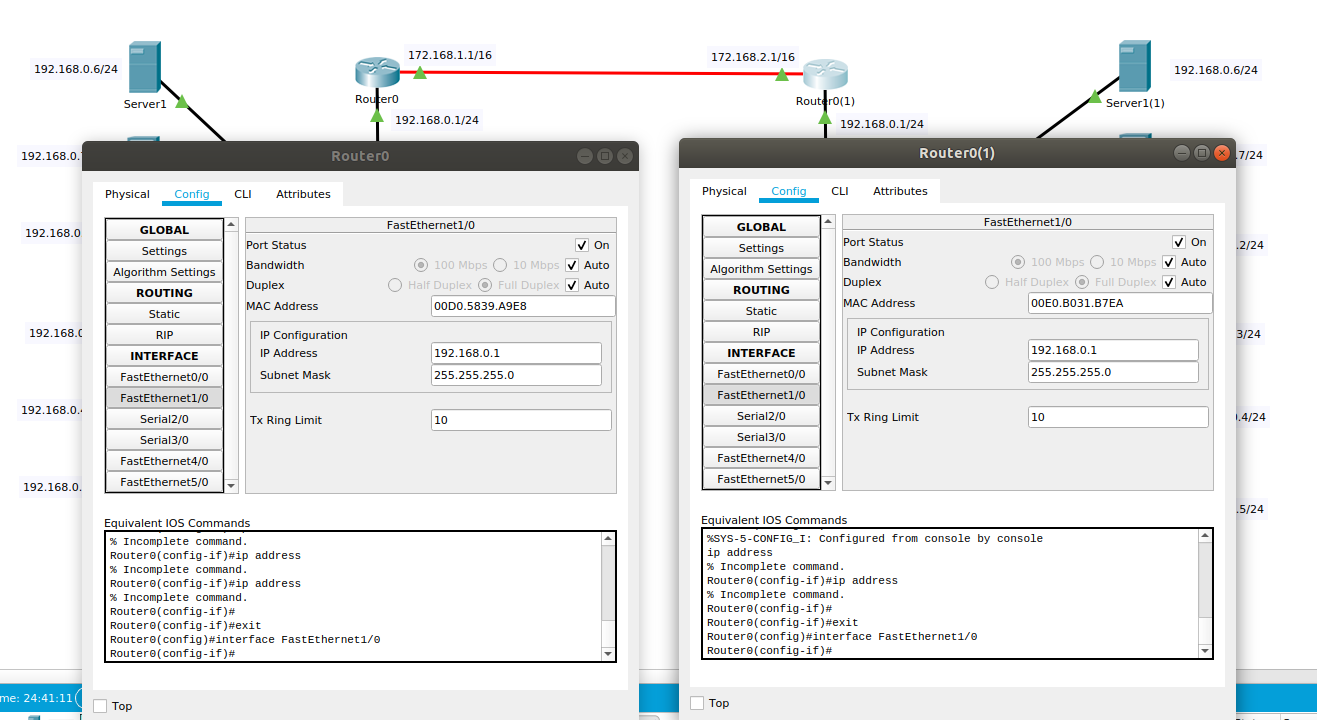 172.168.1.1/16
172.168.2.1/16
192.168.0.6/24
192.168.0.6/24
Server1
Router0
Router0(1)
Server1(1)
192.168.0.1/24
192.168.0.1/24
192.168.0.
.7/24
192.168.0
.2/24
192.168.0
3/24
192.168.0.4
.4/24
192.168.0.
.5/24
Router0
Physical Config CLI Attributes
GLOBAL
Settings
Algorithm Settings
ROUTING
Static
RIP
INTERFACE
FastEthernet0/0
FastEthernet1/0
Serial2/0
Serial3/0
FastEthernet4/0
FastEthernet5/0
FastEthernet1/0
Port Status On
Bandwidth 100 Mbps 10 Mbps Auto
Duplex Half Duplex Full Duplex Auto
MAC Address 00D0.5839.A9E8
IP Configuration
IP Address 192.168.0.1
Subnet Mask 255.255.255.0
Tx Ring Limit 10
Equivalent IOS Commands
% Incomplete command.
Router0(config-if)#ip address
% Incomplete command.
Router0(config-if)#ip address
% Incomplete command.
Router0(config-if)#
Router0(config-if)#exit
Router0(config)#interface FastEthernet1/0
Router0(config-if)#
Top
Router0(1)
Physical Config CLI Attributes
GLOBAL
Settings
Algorithm Settings
ROUTING
Static
RIP
INTERFACE
FastEthernet0/0
FastEthernet1/0
Serial2/0
Serial3/0
FastEthernet4/0
FastEthernet5/0
FastEthernet1/0
Port Status On
Bandwidth 100 Mbps 10 Mbps Auto
Duplex Half Duplex Full Duplex Auto
MAC Address 00E0.B031.B7EA
IP Configuration
IP Address 192.168.0.1
Subnet Mask 255.255.255.0
Tx Ring Limit 10
Equivalent IOS Commands
%SYS-5-CONFIG_I: Configured from console by console
ip address
% Incomplete command.
Router0(config-if)#ip address
% Incomplete command.
Router0(config-if)#
Router0(config-if)#exit
Router0(config)#interface FastEthernet1/0
Router0(config-if)#
Top
me: 24:41:11